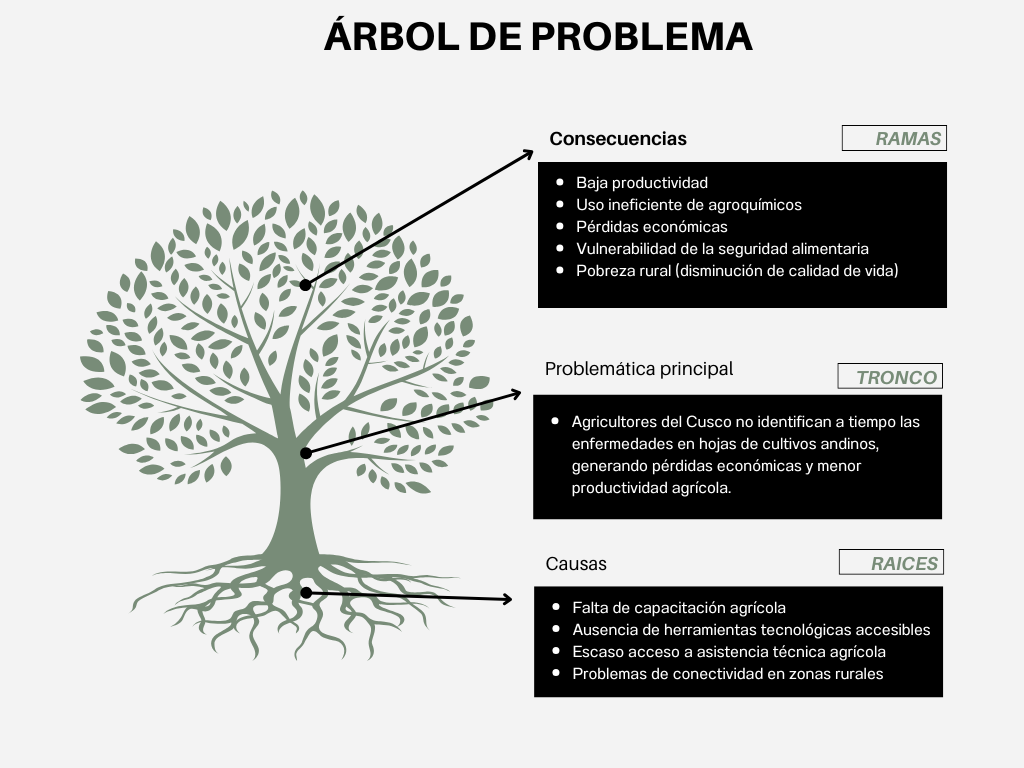 ÁRBOL DE PROBLEMA
Consecuencias
RAMAS
Baja productividad
Uso ineficiente de agroquímicos
Pérdidas económicas
Vulnerabilidad de la seguridad alimentaria
Pobreza rural (disminución de calidad de vida)
Problemática principal
TRONCO
Agricultores del Cusco no identifican a tiempo las
enfermedades en hojas de cultivos andinos,
generando pérdidas económicas y menor
productividad agrícola.
Causas
RAICES
Falta de capacitación agrícola
Ausencia de herramientas tecnológicas accesibles
Escaso acceso a asistencia técnica agrícola
Problemas de conectividad en zonas rurales